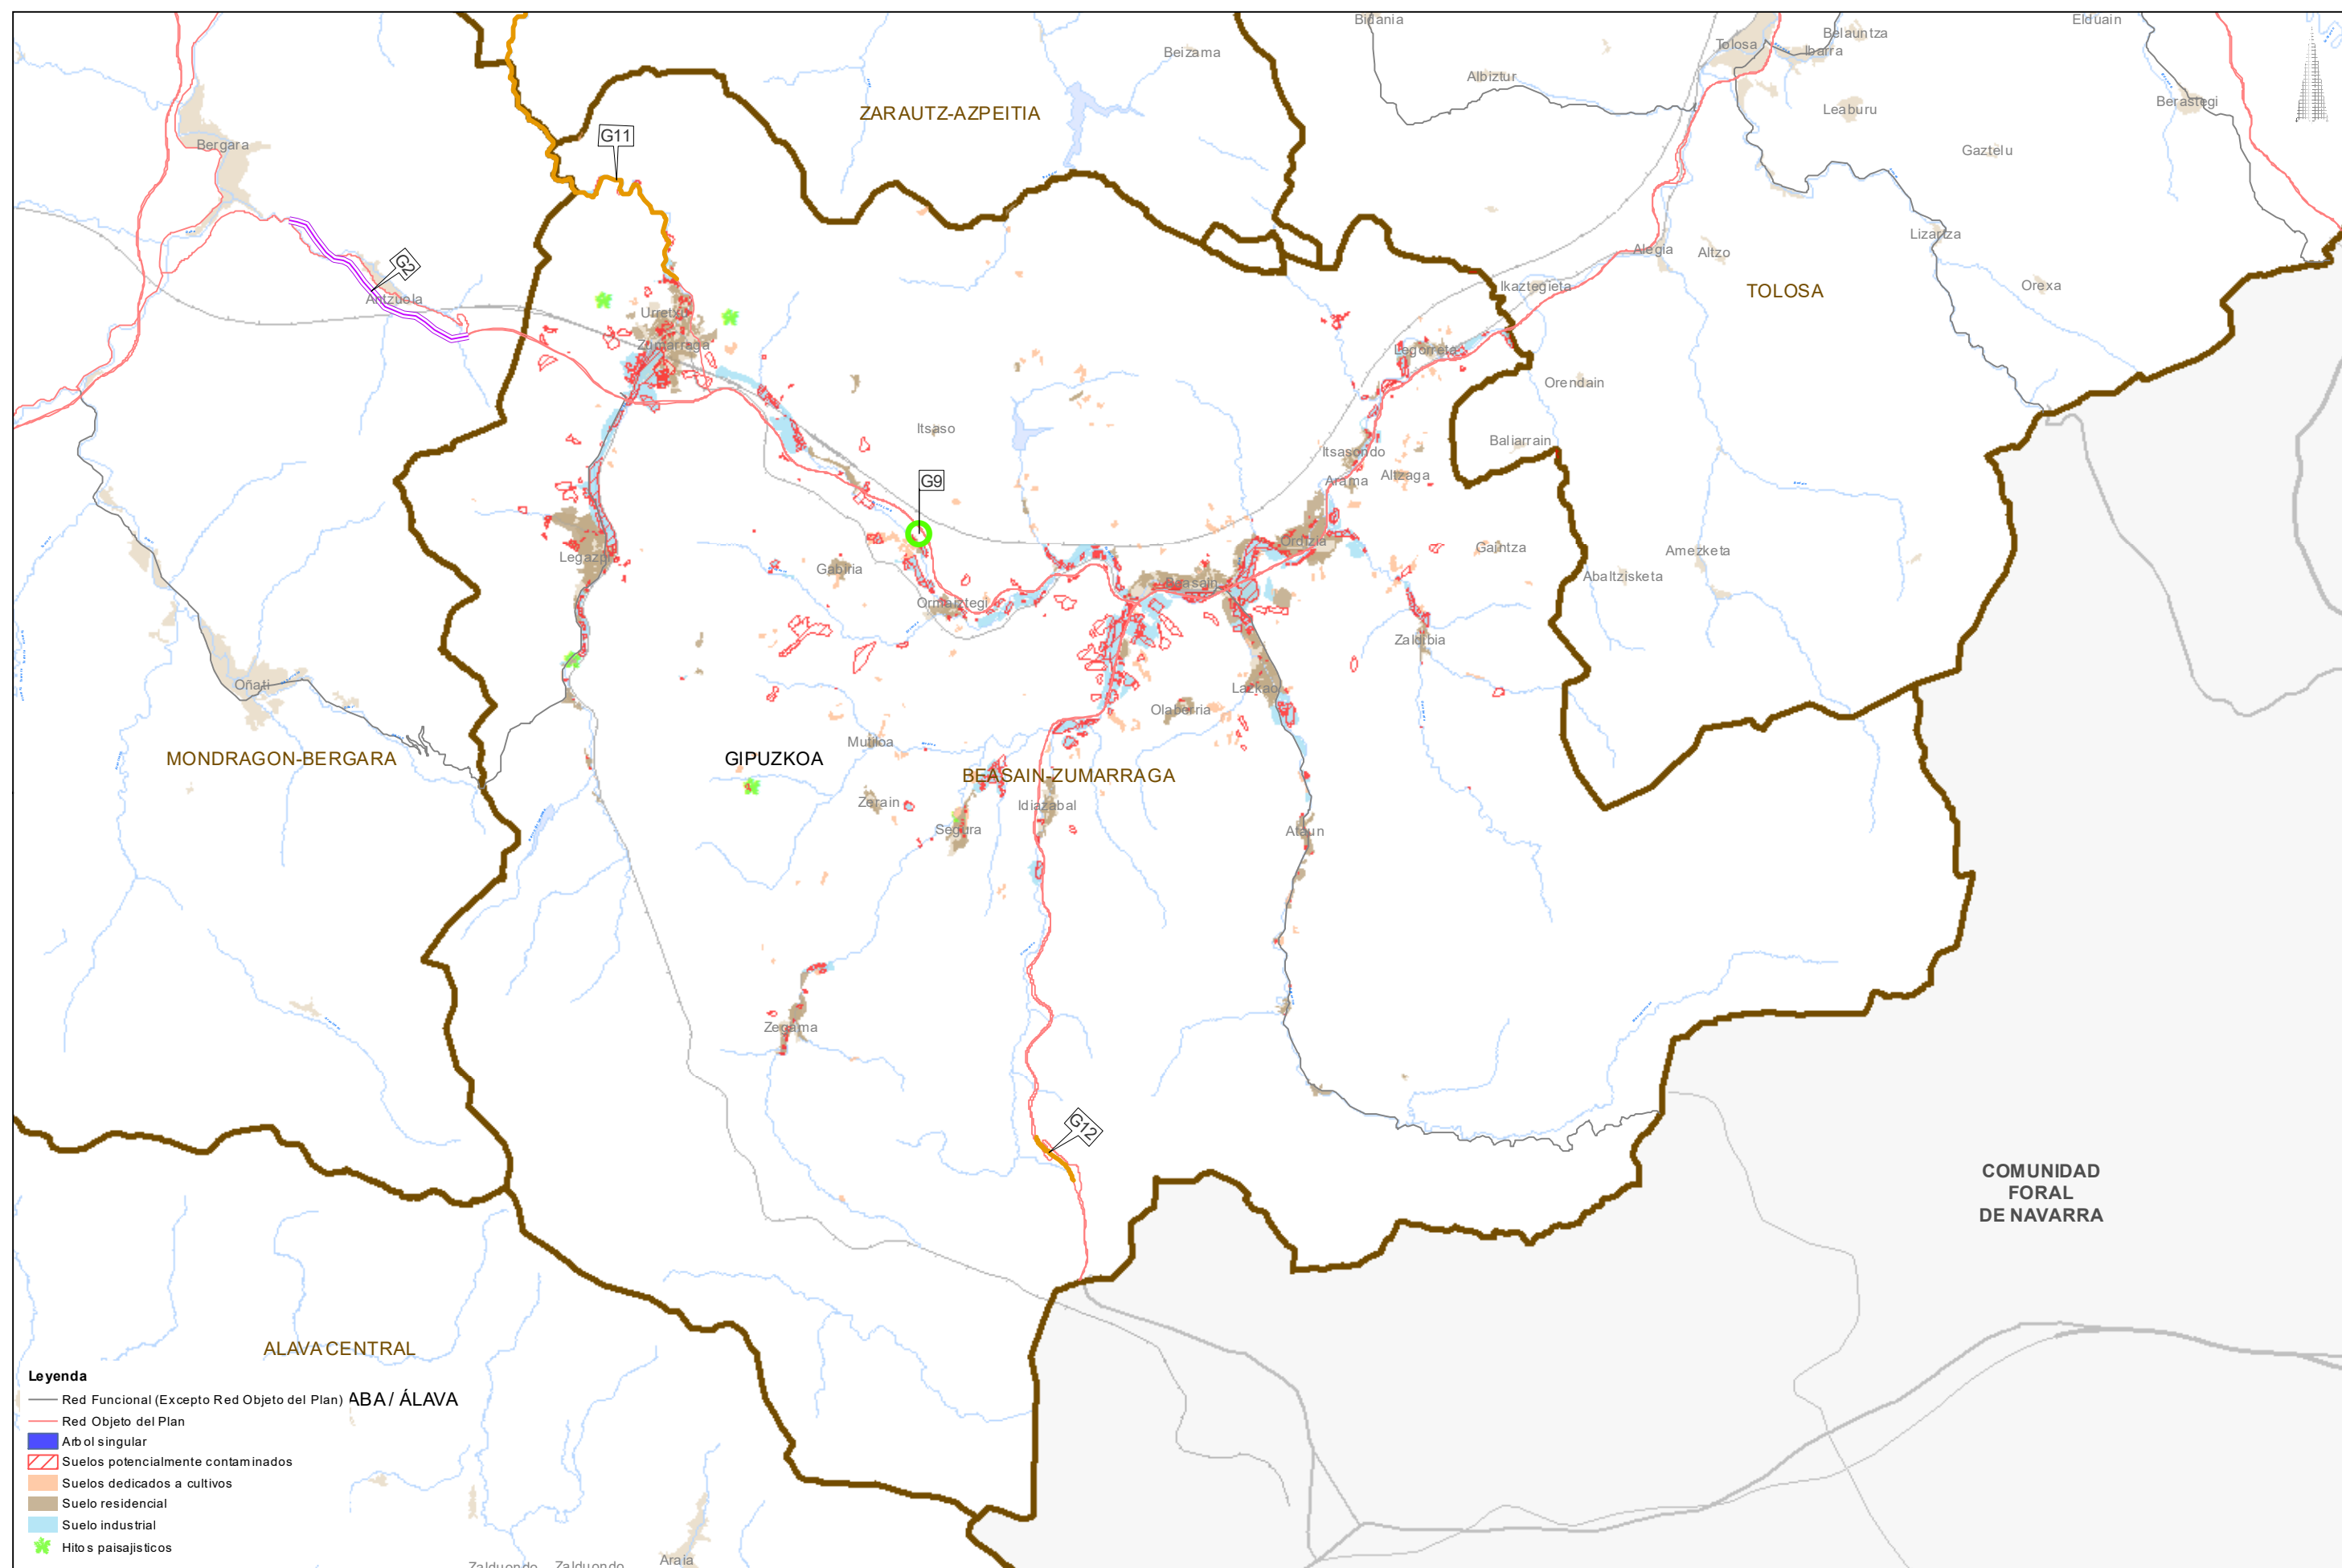 Bidania
Elduain
Tolosa
Belauntza
Ibarra
Beizama
Albiztur
Leaburu
Berastegi
ZARAUTZ-AZPEITIA
G11
Bergara
Gaztelu
Lizartza
Alegia
Altzo
G2
Antzuola
Ikaztegieta
TOLOSA
Orexa
Urretxu
Zumarraga
Legorreta
Orendain
Itsaso
Baliarrain
Itsasondo
Altzaga
Arama
G9
Ordizia
Gaintza
Amezketa
Legazpi
Gabiria
Beasain
Abaltzisketa
Ormaiztegi
Zaldibia
Oñati
Lazkao
Olaberria
Mutiloa
MONDRAGON-BERGARA
GIPUZKOA
BEASAIN-ZUMARRAGA
Zerain
Idiazabal
Segura
Ataun
Zegama
G12
COMUNIDAD
FORAL
DE NAVARRA
ALAVA CENTRAL
Leyenda
Red Funcional (Excepto Red Objeto del Plan)
ABA / ÁLAVA
Red Objeto del Plan
Arbol singular
Suelos potencialmente contaminados
Suelos dedicados a cultivos
Suelo residencial
Suelo industrial
Hitos paisajisticos
Zalduondo
Zalduondo
Araia